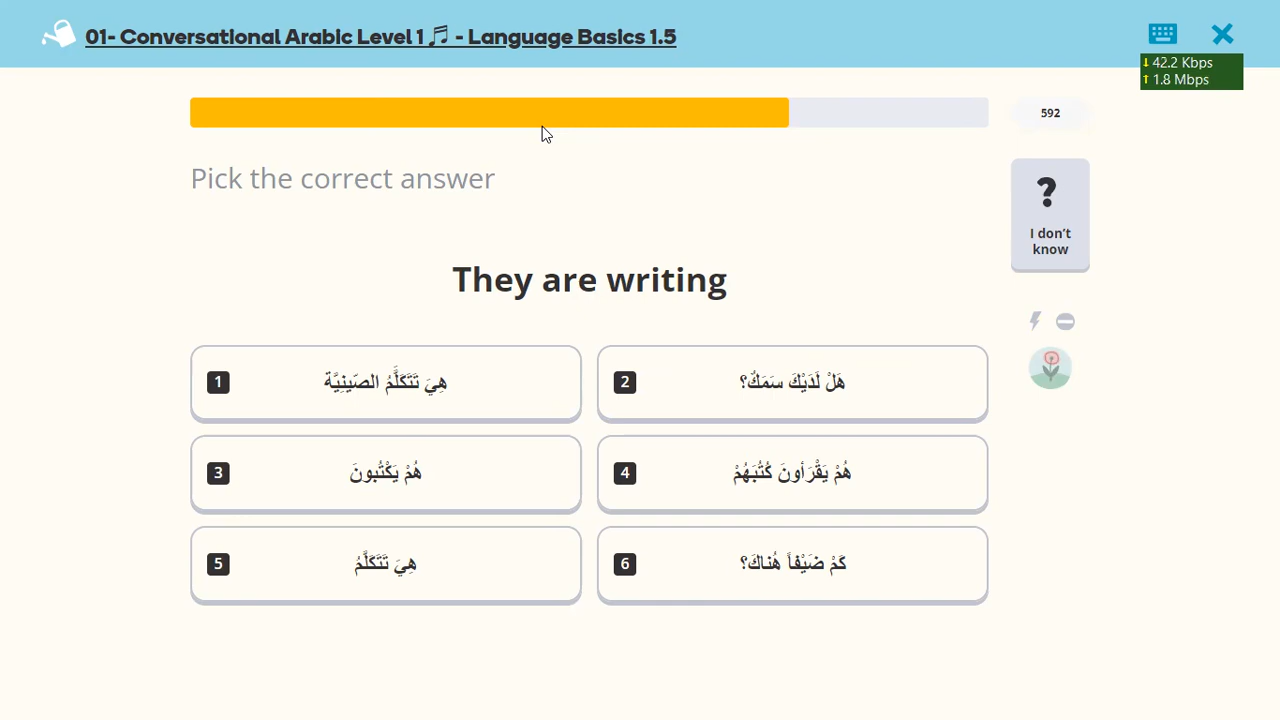 01- Conversational Arabic Level 1🎵 - Language Basics 1.5
↓ 42.2 Kbps
↑ 1.8 Mbps
592
Pick the correct answer
?
I don't
know
They are writing
1 هِيَ تَتَكَلَّمُ الصّينِيَّة
2 هَلْ لَدَيْكَ سَمَكٌ؟
3 هُمْ يَكْتُبونَ
4 هُمْ يَقْرَأونَ كُتُبَهُمْ
5 هِيَ تَتَكَلَّمُ
6 كَمْ ضَيْفاً هُناكَ؟